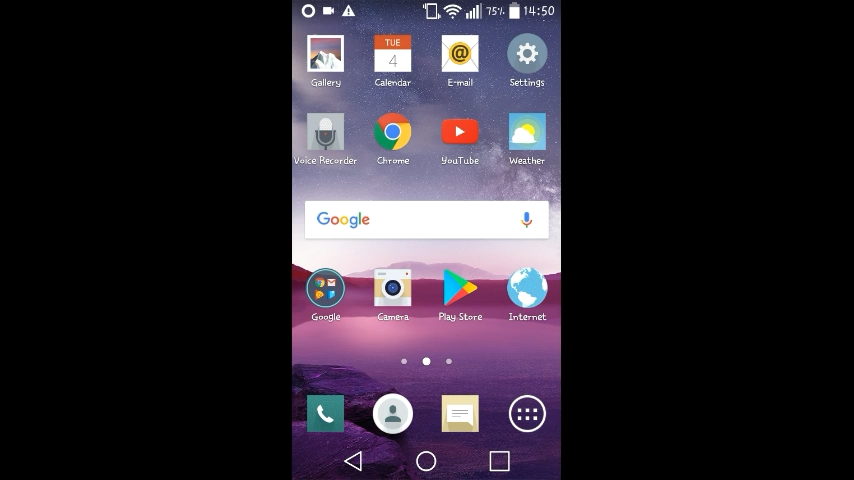 75% 14:50
TUE
4
@
Gallery Calendar E-mail Settings
Voice Recorder Chrome YouTube Weather
Google
Google Camera Play Store Internet